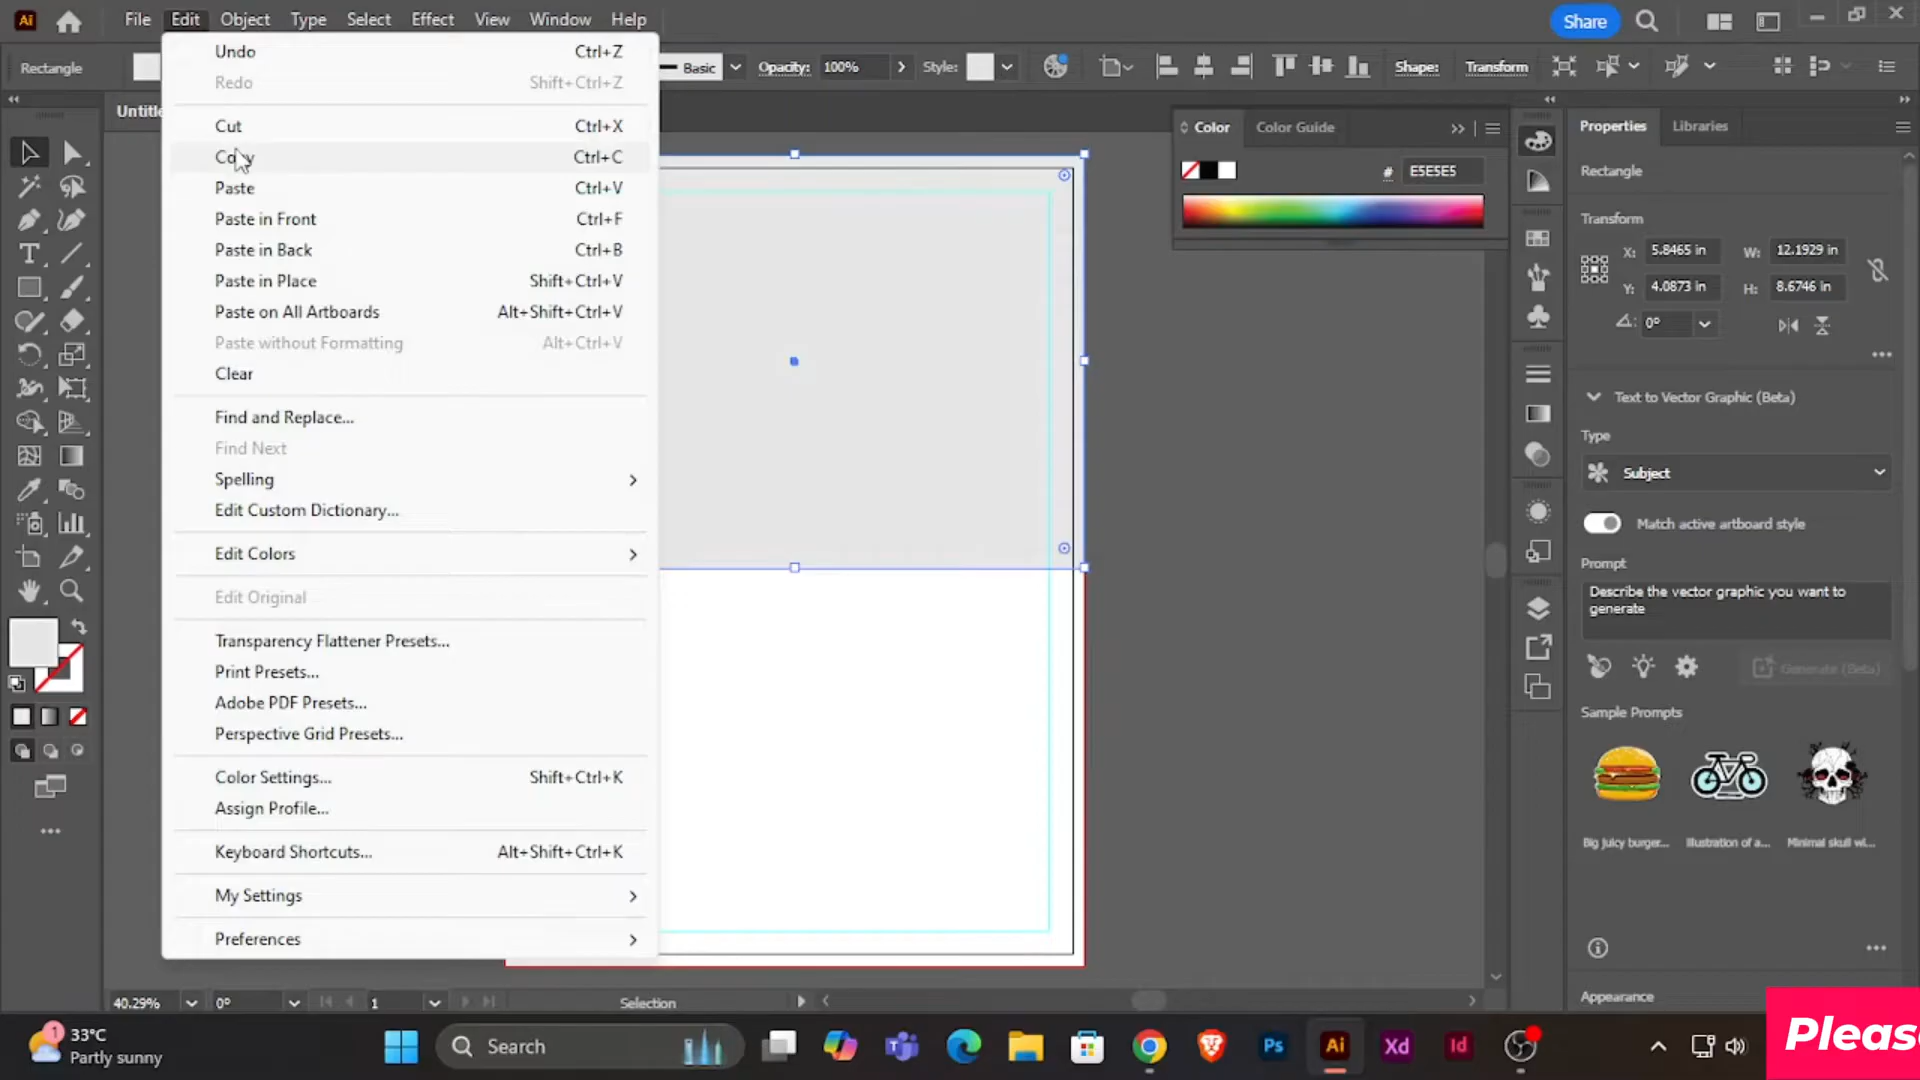 Ai File Edit Object Type Select Effect View Window Help Share
Rectangle Basic Opacity: 100% Style: Shape: Transform
Undo Ctrl+Z
Redo Shift+Ctrl+Z
Cut Ctrl+X
Copy Ctrl+C
Paste Ctrl+V
Paste in Front Ctrl+F
Paste in Back Ctrl+B
Paste in Place Shift+Ctrl+V
Paste on All Artboards Alt+Shift+Ctrl+V
Paste without Formatting Alt+Ctrl+V
Clear
Find and Replace...
Find Next
Spelling
Edit Custom Dictionary...
Edit Colors
Edit Original
Transparency Flattener Presets...
Print Presets...
Adobe PDF Presets...
Perspective Grid Presets...
Color Settings... Shift+Ctrl+K
Assign Profile...
Keyboard Shortcuts... Alt+Shift+Ctrl+K
My Settings
Preferences
Color Color Guide
# E5E5E5
Properties Libraries
Rectangle
Transform
X: 5.8465 in W: 12.1929 in
Y: 4.0873 in H: 8.6746 in
0°
Text to Vector Graphic (Beta)
Type
Subject
Match active artboard style
Prompt
Describe the vector graphic you want to
generate
Generate (Beta)
Sample Prompts
Big juicy burger... Illustration of a... Minimal skull wi...
Appearance
40.29% 0° 1 Selection
1 33°C
Partly sunny
Search
Ps Ai Xd Id